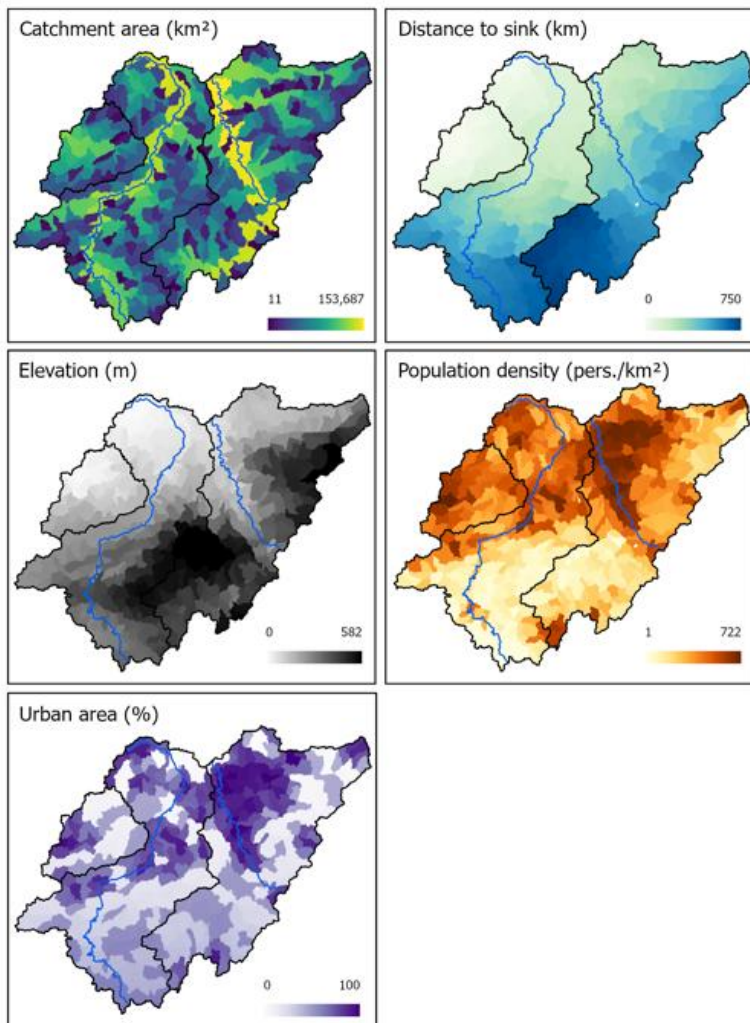 Catchment area (km²)
Distance to sink (km)
11 153,687
0 750
Elevation (m)
Population density (pers./km²)
0 582
1 722
Urban area (%)
0 100